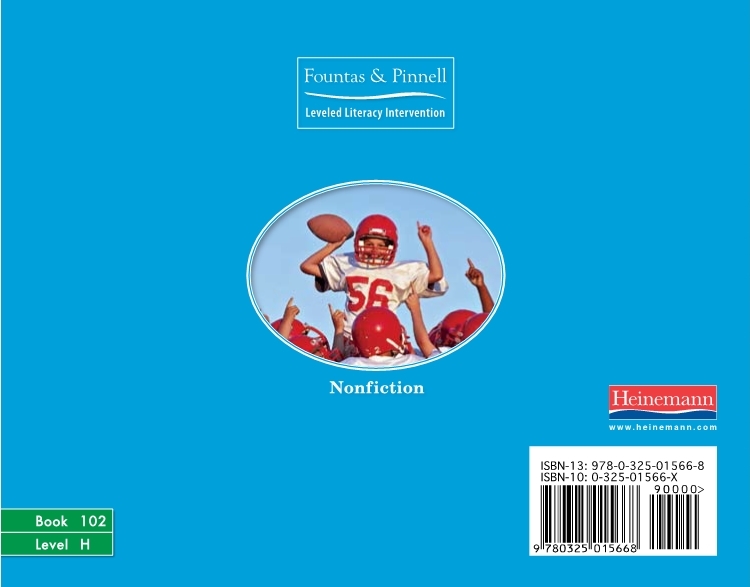 Fountas & Pinnell
Leveled Literacy Intervention
56
Nonfiction
Heinemann
www.heinemann.com
ISBN-13: 978-0-325-01566-8
ISBN-10: 0-325-01566-X
90000>
9 780325 015668
Book 102
Level H